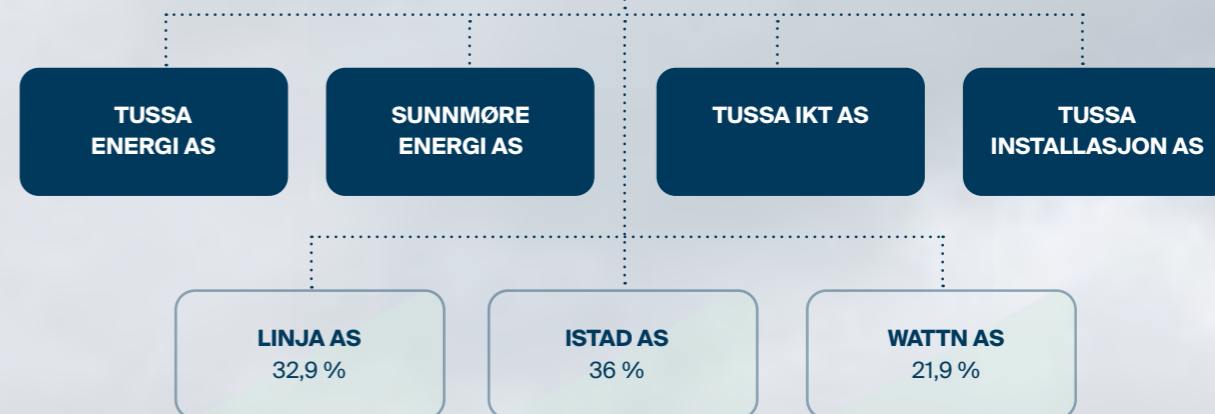 TUSSA
ENERGI AS
SUNNMØRE
ENERGI AS
TUSSA IKT AS
TUSSA
INSTALLASJON AS
LINJA AS
32,9 %
ISTAD AS
36 %
WATTN AS
21,9 %